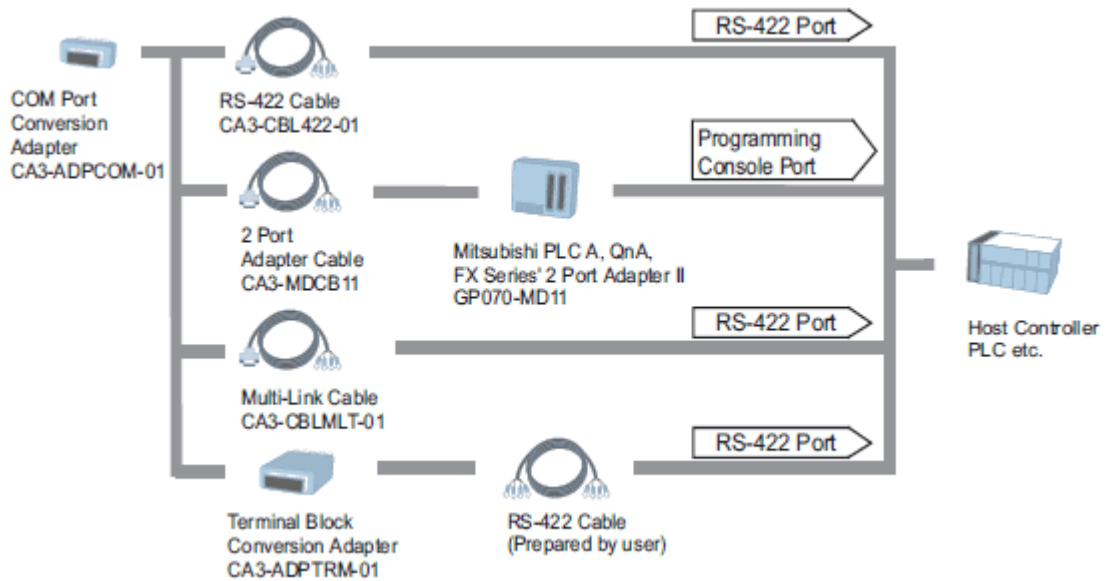 RS-422 Port
COM Port
Conversion
Adapter
CA3-ADPCOM-01
RS-422 Cable
CA3-CBL422-01
Programming
Console Port
2 Port
Adapter Cable
CA3-MDCB11
Mitsubishi PLC A, QnA,
FX Series' 2 Port Adapter II
GP070-MD11
RS-422 Port
Host Controller
PLC etc.
Multi-Link Cable
CA3-CBLMLT-01
RS-422 Port
Terminal Block
Conversion Adapter
CA3-ADPTRM-01
RS-422 Cable
(Prepared by user)